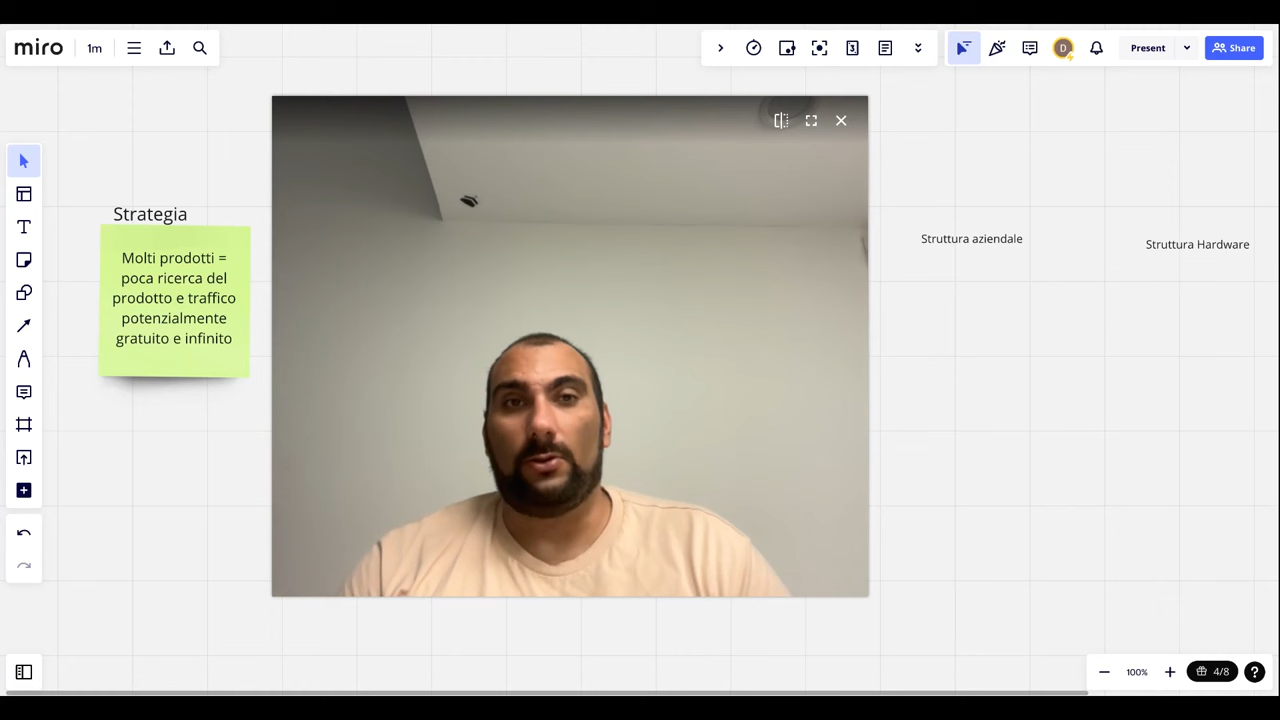 miro
1m
3
D
Present
Share
Strategia
Molti prodotti =
poca ricerca del
prodotto e traffico
potenzialmente
gratuito e infinito
Struttura aziendale
Struttura Hardware
100%
4/8
?